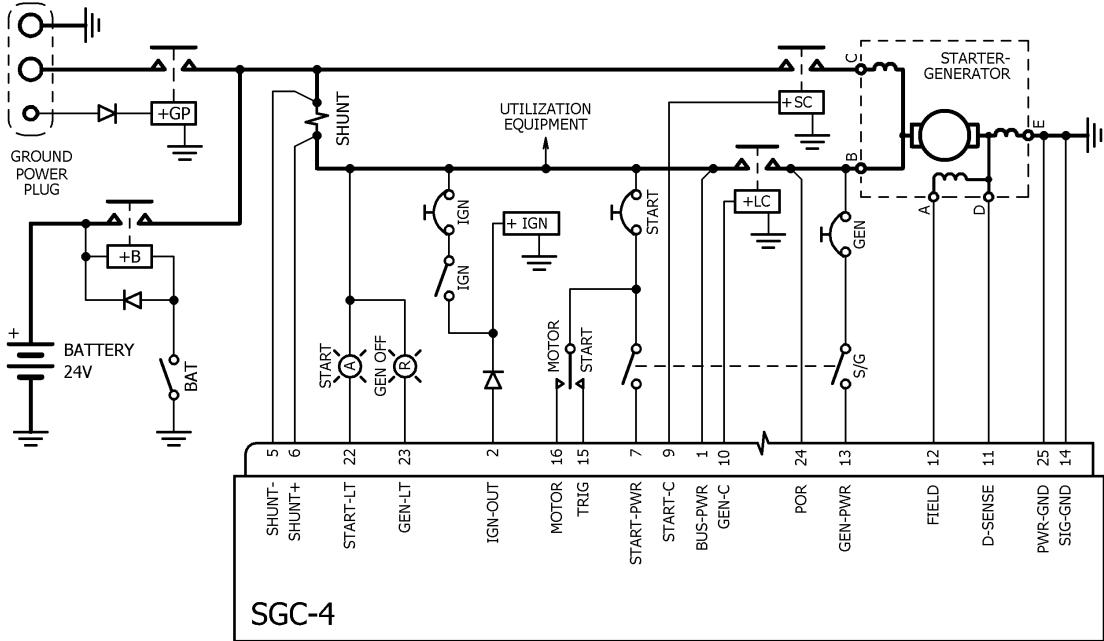 STARTER-
GENERATOR
+GP
+SC
C
SHUNT
UTILIZATION
EQUIPMENT
E
GROUND
POWER
PLUG
B
+LC
A
D
IGN
+ IGN
START
GEN
+B
IGN
+
BATTERY
24V
BAT
START
A
GEN OFF
R
MOTOR
START
S/G
5
6
22
23
2
16
15
7
9
1
10
24
13
12
11
25
14
SHUNT-
SHUNT+
START-LT
GEN-LT
IGN-OUT
MOTOR
TRIG
START-PWR
START-C
BUS-PWR
GEN-C
POR
GEN-PWR
FIELD
D-SENSE
PWR-GND
SIG-GND
SGC-4